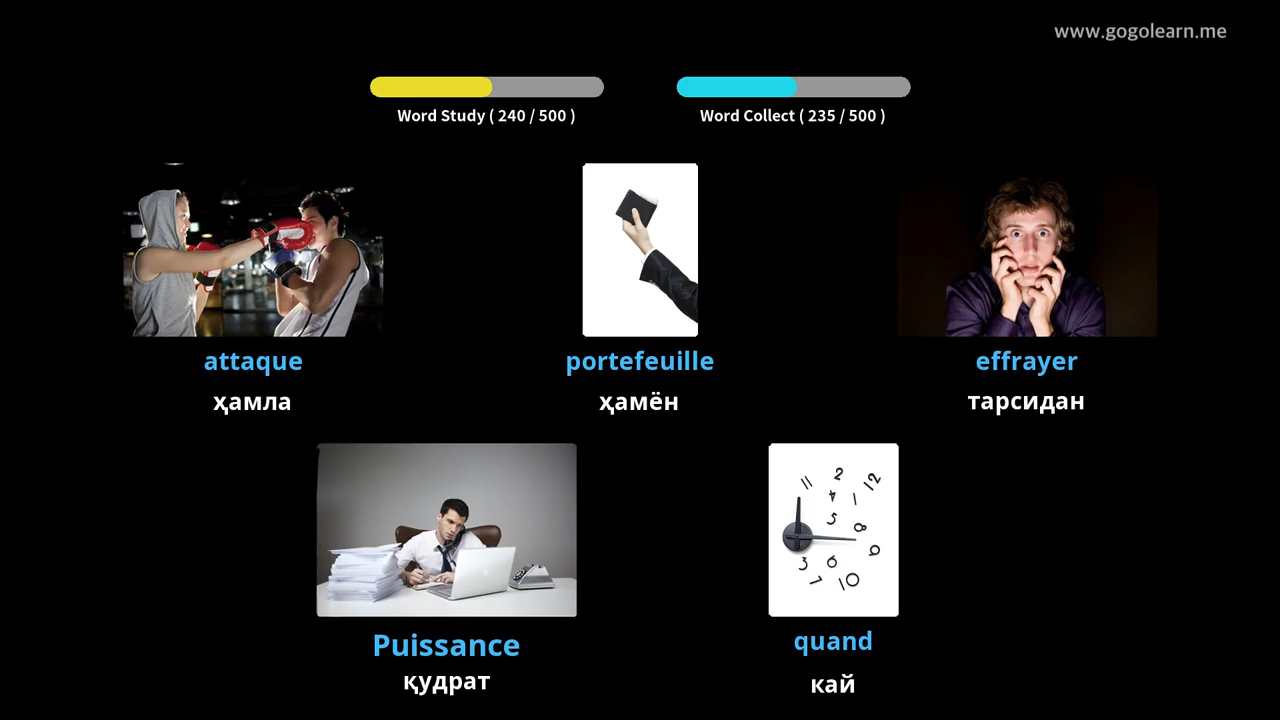 www.gogolearn.me
Word Study ( 240 / 500 )
Word Collect ( 235 / 500 )
attaque
ҳамла
portefeuille
ҳамён
effrayer
тарсидан
Puissance
қудрат
quand
кай